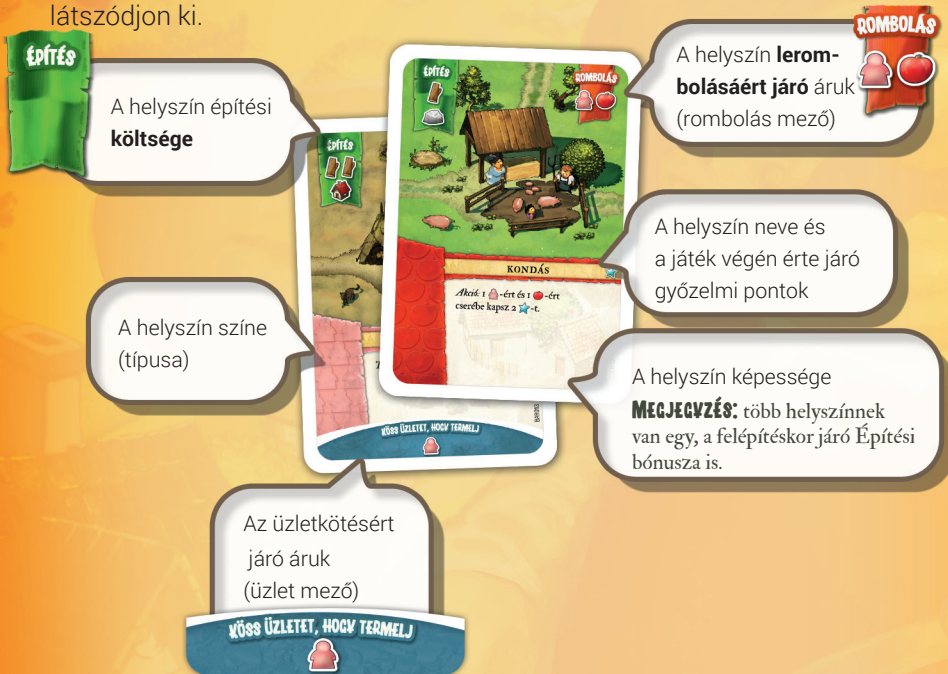 látszódjon ki.
ÉPÍTÉS
A helyszín építési
költsége
ÉPÍTÉS
ROMBOLÁS
A helyszín lerom-
bolásáért járó áruk
(rombolás mező)
ROMBOLÁS
ÉPÍTÉS
A helyszín neve és
a játék végén érte járó
győzelmi pontok
KONDÁS
Akció: 1 -ért és 1 -ért
cserébe kapsz 2 -t.
A helyszín színe
(típusa)
A helyszín képessége
MEGJEGYZÉS: több helyszínnek
van egy, a felépítéskor járó Építési
bónusza is.
KÖSS ÜZLETET, HOGY TERMELJ
Az üzletkötésért
járó áruk
(üzlet mező)
KÖSS ÜZLETET, HOGY TERMELJ